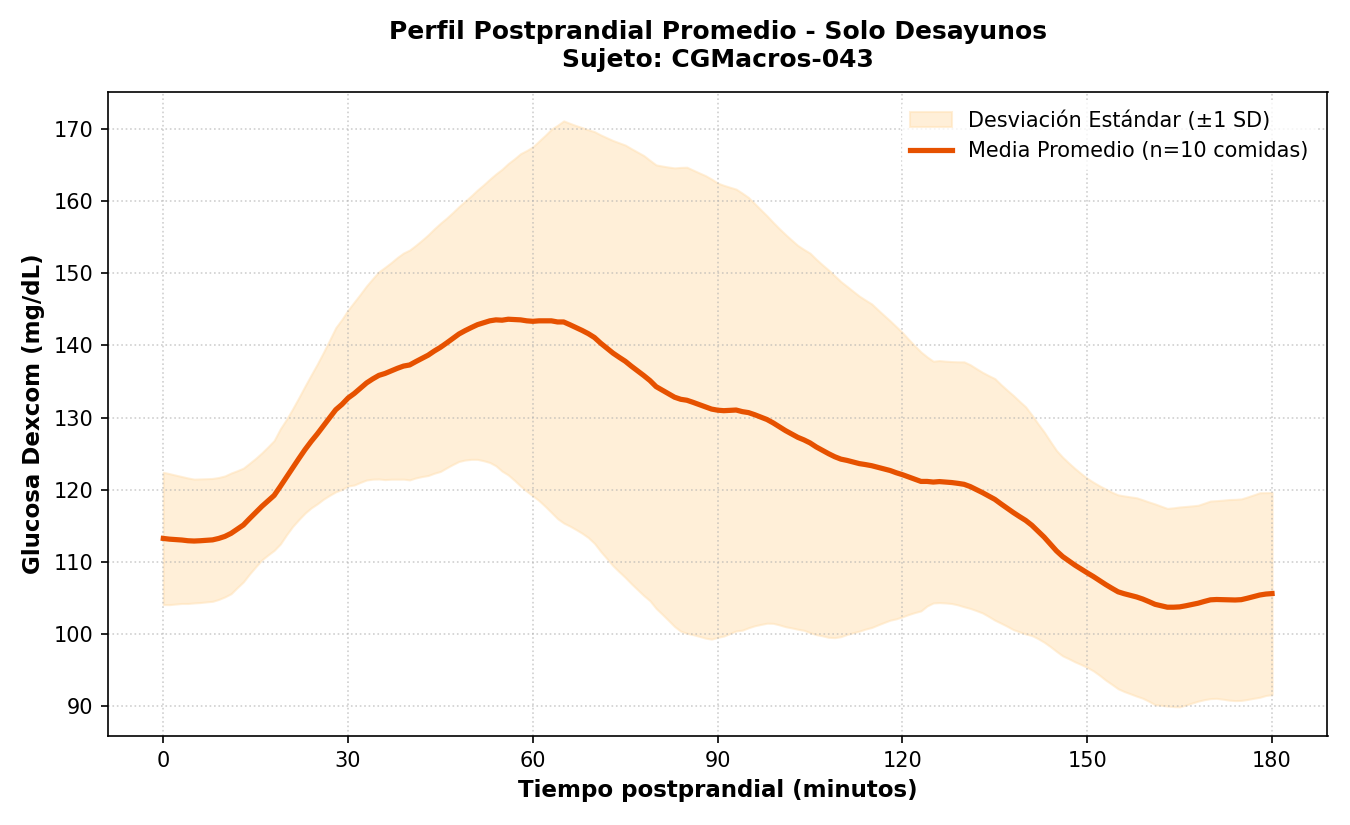 Perfil Postprandial Promedio - Solo Desayunos
Sujeto: CGMacros-043
Desviación Estándar (±1 SD)
Media Promedio (n=10 comidas)
Glucosa Dexcom (mg/dL)
170
160
150
140
130
120
110
100
90
0 30 60 90 120 150 180
Tiempo postprandial (minutos)